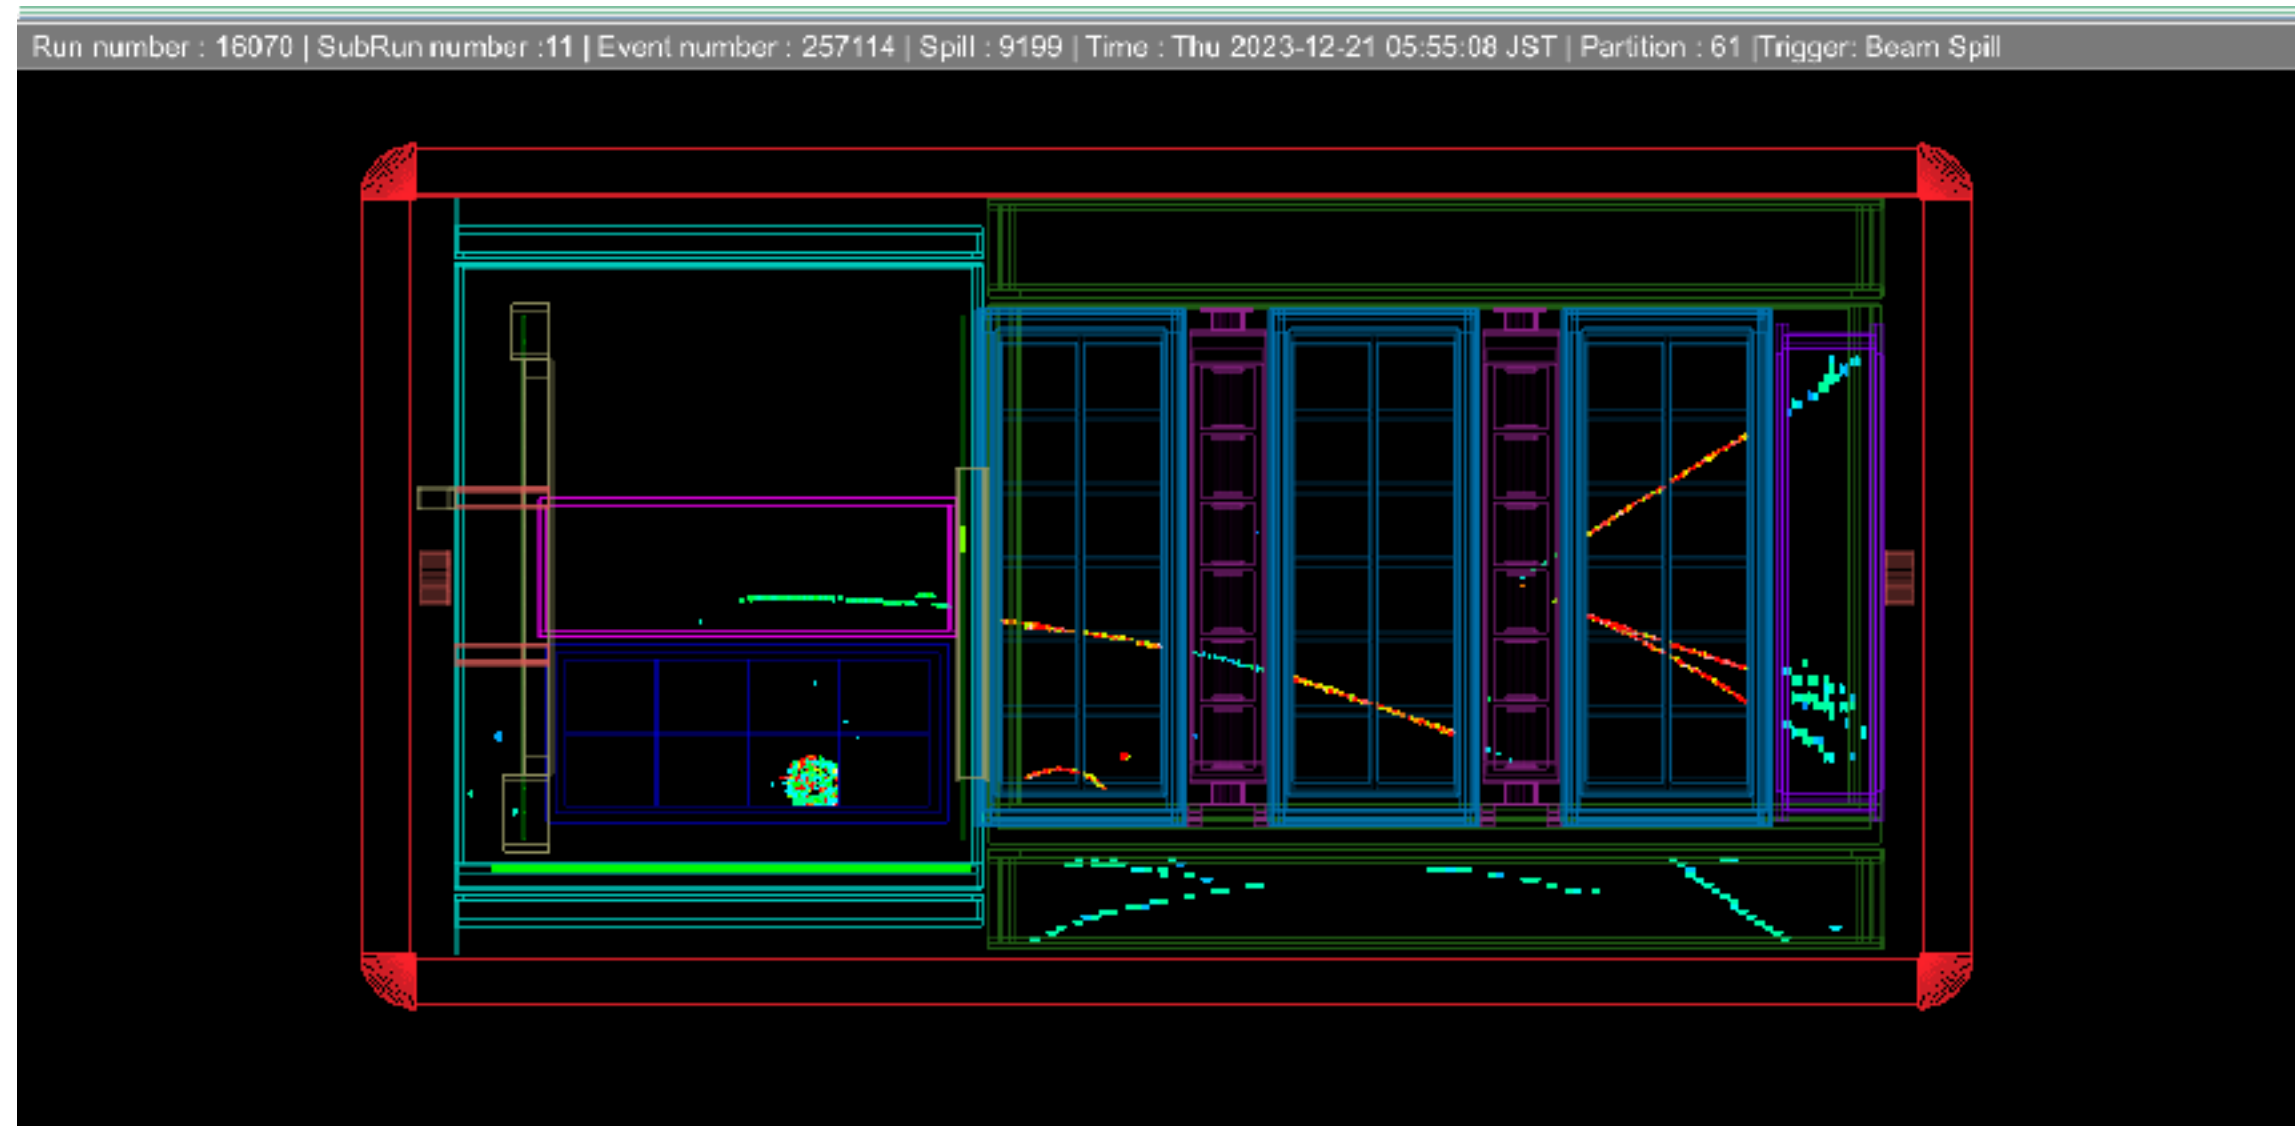 Run number : 16070 | SubRun number :11 | Event number : 257114 | Spill : 9199 | Time : Thu 2023-12-21 05:55:08 JST | Partition : 61 |Trigger: Beam Spill